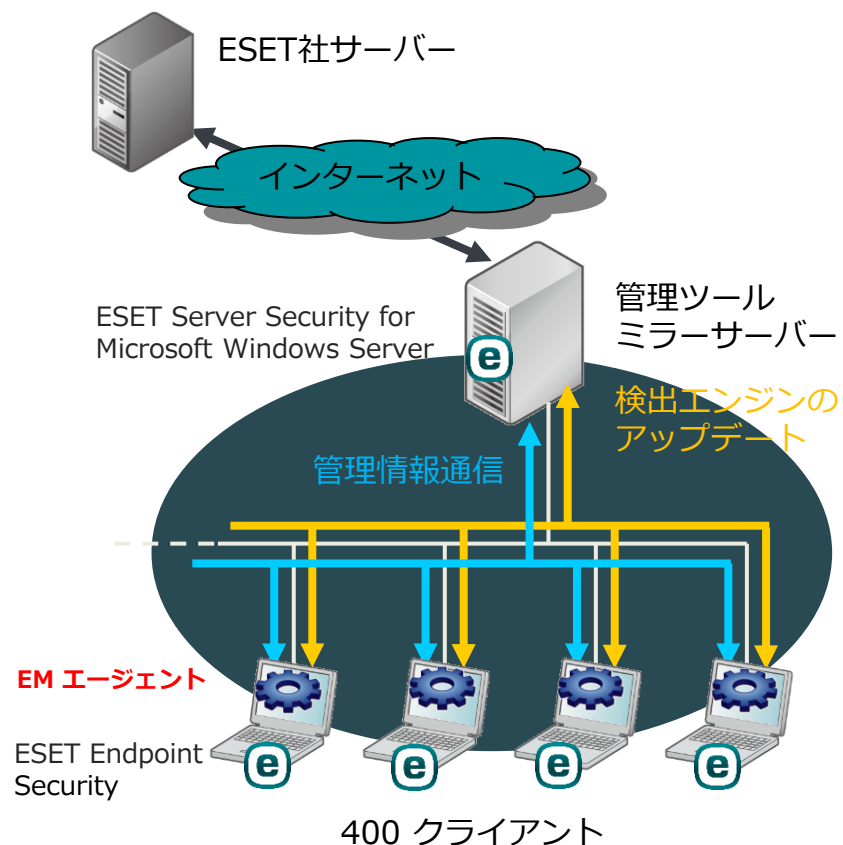 ESET社サーバー
インターネット
ESET Server Security for
Microsoft Windows Server
管理ツール
ミラーサーバー
e
検出エンジンの
アップデート
管理情報通信
EM エージェント
ESET Endpoint
Security
e
e
e
e
400 クライアント